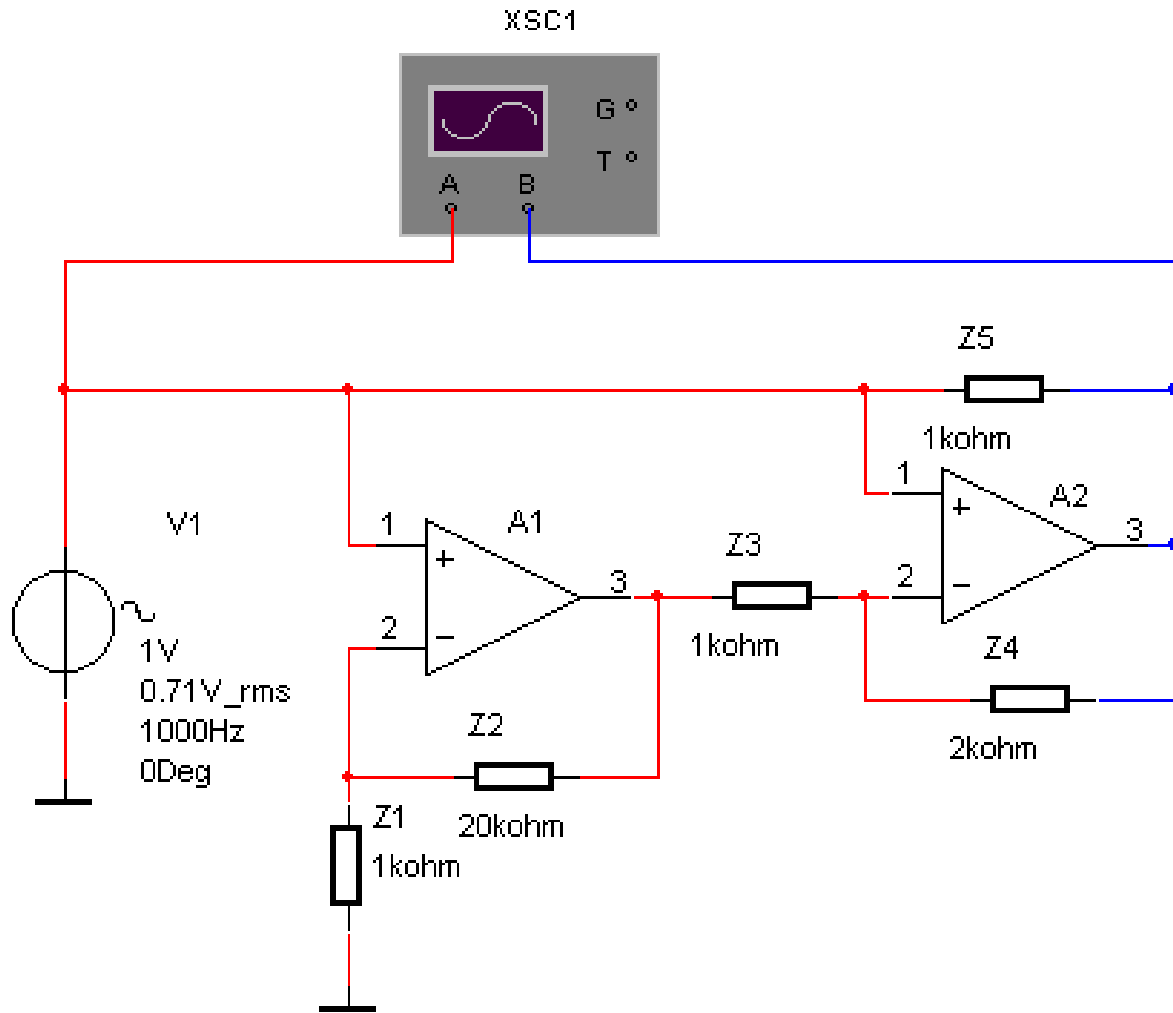 XSC1
G
T
A B
Z5
1kohm
1
+
A2
3
V1
1
A1
+
Z3
3
2
−
2
−
1kohm
Z4
1V
0.71V_rms
1000Hz
0Deg
2kohm
Z2
20kohm
Z1
1kohm